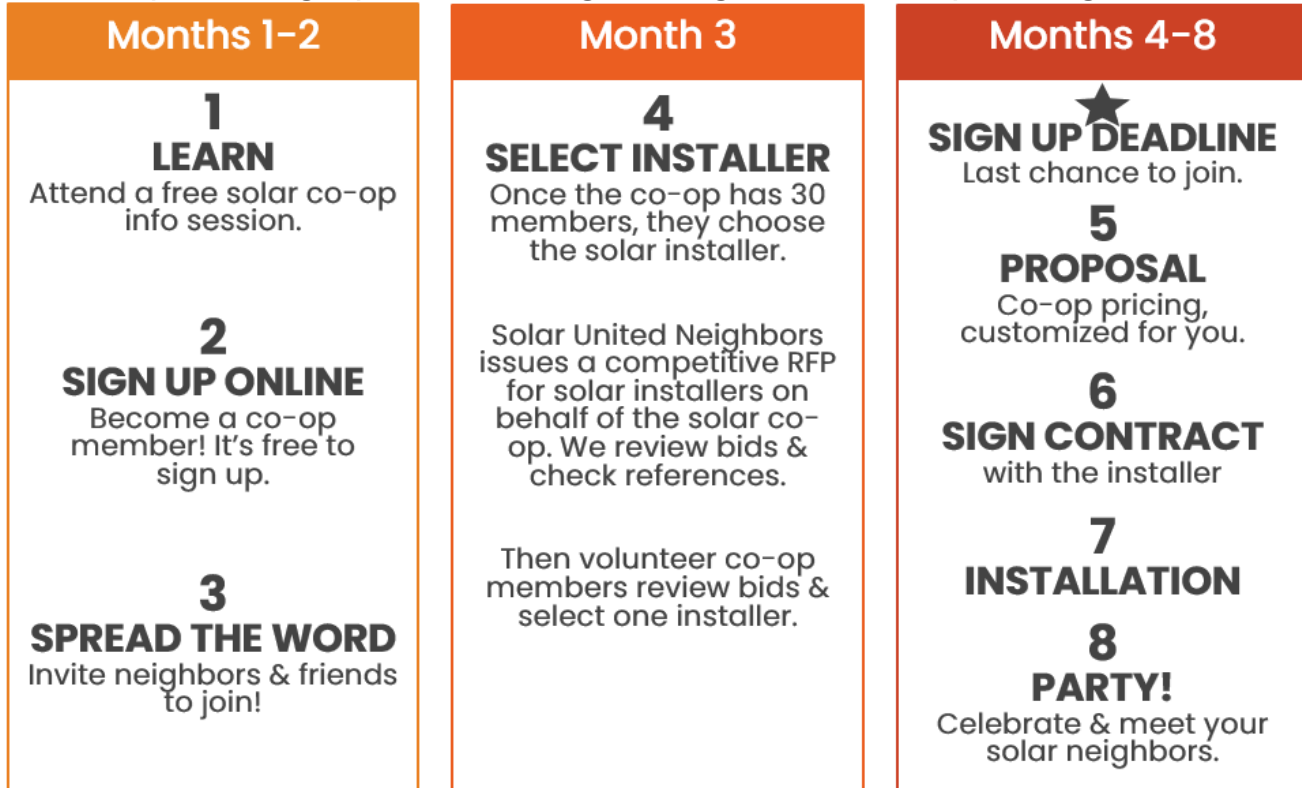 Months 1-2
1
LEARN
Attend a free solar co-op
info session.
2
SIGN UP ONLINE
Become a co-op
member! It's free to
sign up.
3
SPREAD THE WORD
Invite neighbors & friends
to join!
Month 3
4
SELECT INSTALLER
Once the co-op has 30
members, they choose
the solar installer.
Solar United Neighbors
issues a competitive RFP
for solar installers on
behalf of the solar co-
op. We review bids &
check references.
Then volunteer co-op
members review bids &
select one installer.
Months 4-8
SIGN UP DEADLINE
Last chance to join.
5
PROPOSAL
Co-op pricing,
customized for you.
6
SIGN CONTRACT
with the installer
7
INSTALLATION
8
PARTY!
Celebrate & meet your
solar neighbors.